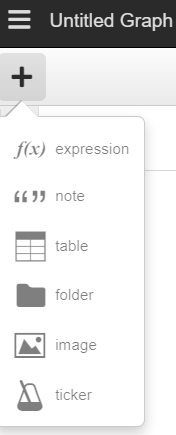 Untitled Graph
+
f(x) expression
note
table
folder
image
ticker